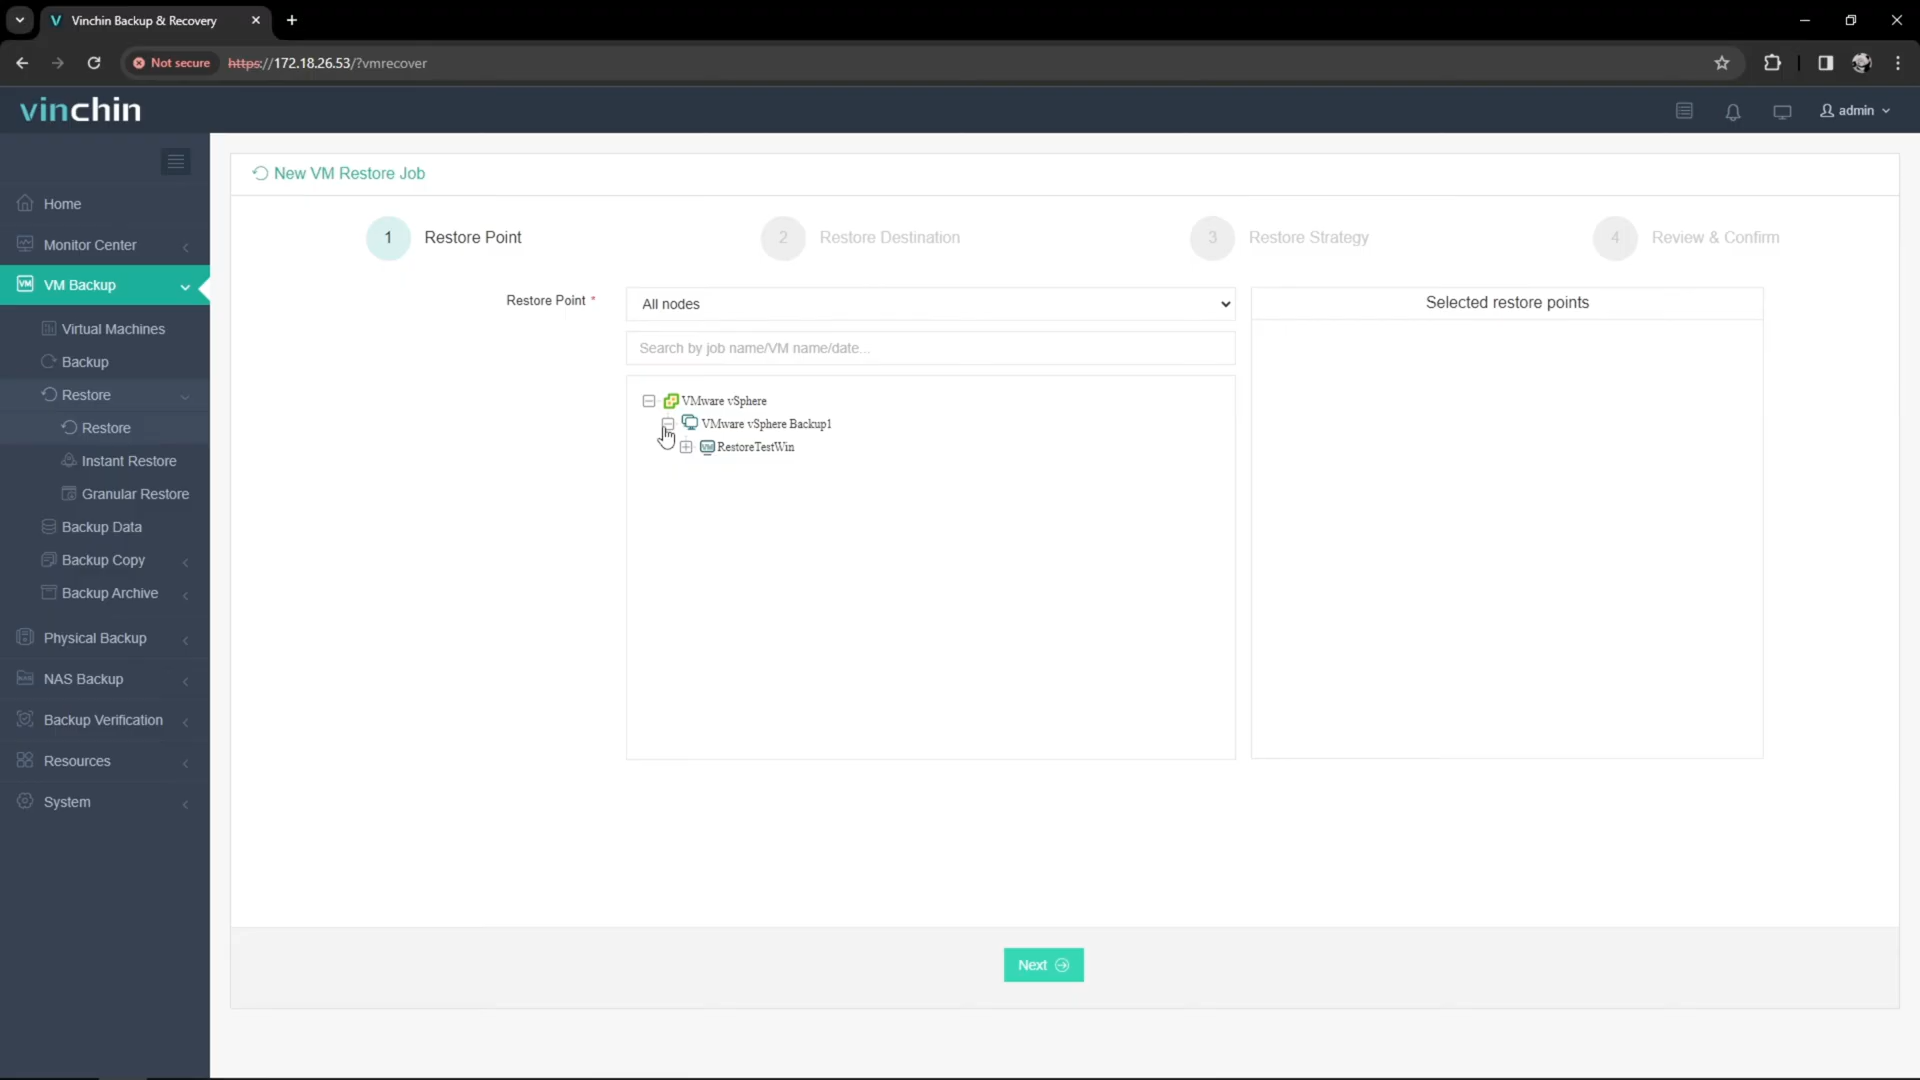 Vinchin Backup & Recovery
Not secure
https://172.18.26.53/?vmrecover
vinchin
admin
Home
Monitor Center
VM Backup
Virtual Machines
Backup
Restore
Restore
Instant Restore
Granular Restore
Backup Data
Backup Copy
Backup Archive
Physical Backup
NAS Backup
Backup Verification
Resources
System
New VM Restore Job
1 Restore Point
2 Restore Destination
3 Restore Strategy
4 Review & Confirm
Restore Point *
All nodes
Search by job name/VM name/date...
VMware vSphere
VMware vSphere Backup1
RestoreTestWin
Selected restore points
Next